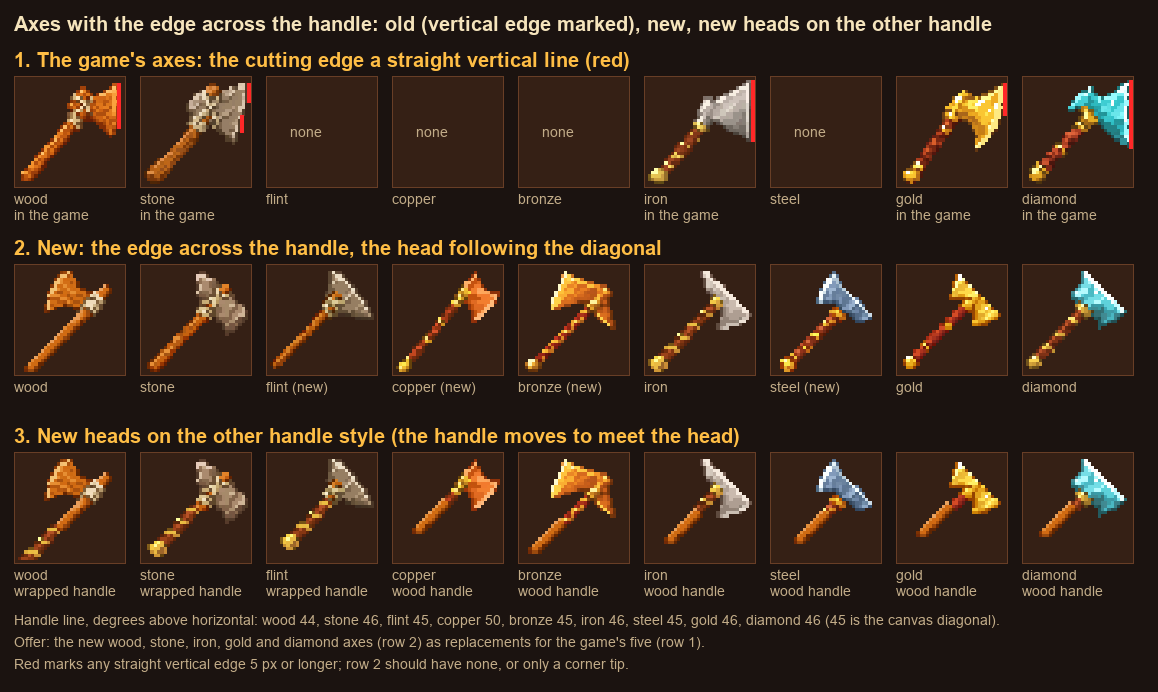 Axes with the edge across the handle: old (vertical edge marked), new, new heads on the other handle
1. The game's axes: the cutting edge a straight vertical line (red)
none none none none
wood stone flint copper bronze iron steel gold diamond
in the game in the game in the game in the game in the game
2. New: the edge across the handle, the head following the diagonal
wood stone flint (new) copper (new) bronze (new) iron steel (new) gold diamond
3. New heads on the other handle style (the handle moves to meet the head)
wood stone flint copper bronze iron steel gold diamond
wrapped handle wrapped handle wrapped handle wood handle wood handle wood handle wood handle wood handle wood handle
Handle line, degrees above horizontal: wood 44, stone 46, flint 45, copper 50, bronze 45, iron 46, steel 45, gold 46, diamond 46 (45 is the canvas diagonal).
Offer: the new wood, stone, iron, gold and diamond axes (row 2) as replacements for the game's five (row 1).
Red marks any straight vertical edge 5 px or longer; row 2 should have none, or only a corner tip.